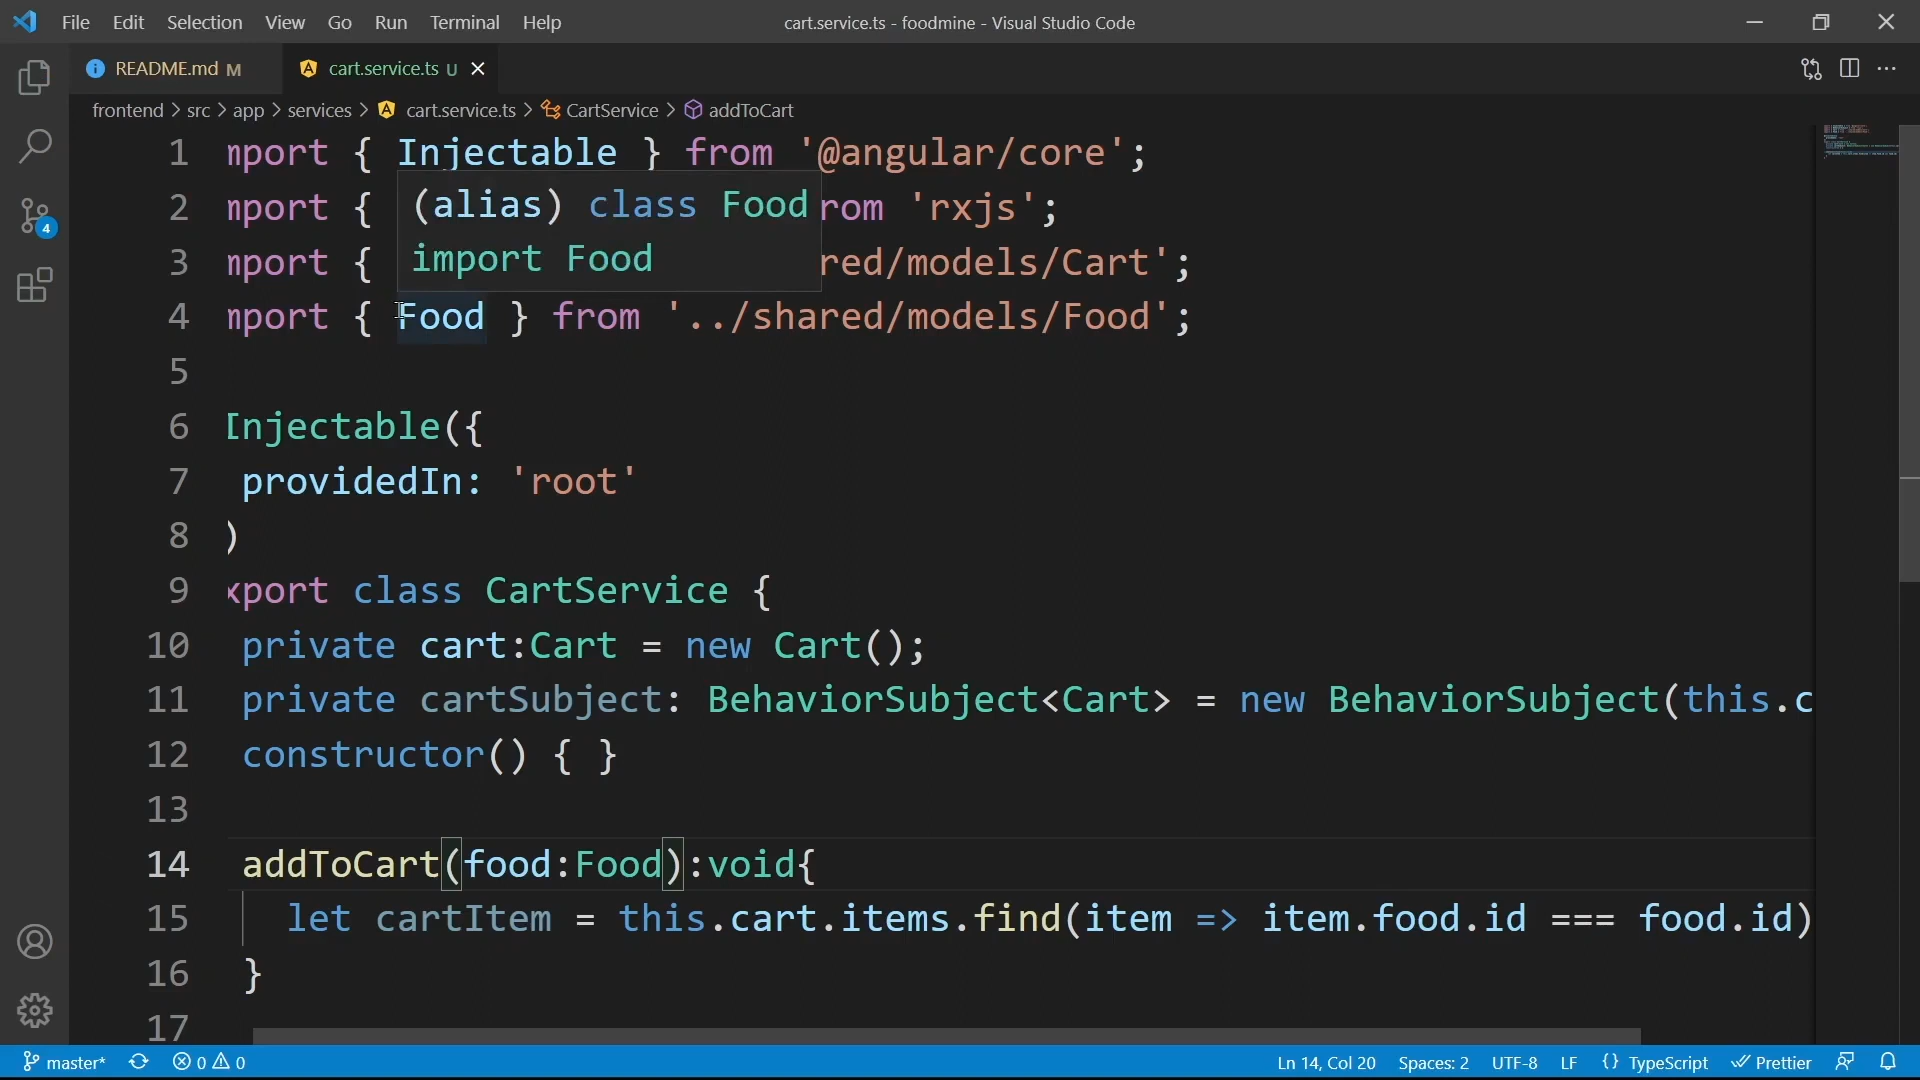 File Edit Selection View Go Run Terminal Help
cart.service.ts - foodmine - Visual Studio Code
README.md M
cart.service.ts U
frontend > src > app > services > cart.service.ts > CartService > addToCart
1 mport { Injectable } from '@angular/core';
2 mport { rom 'rxjs';
(alias) class Food
3 mport { red/models/Cart';
import Food
4 mport { Food } from '../shared/models/Food';
5
6 Injectable({
7 providedIn: 'root'
8 )
9 xport class CartService {
10 private cart:Cart = new Cart();
11 private cartSubject: BehaviorSubject<Cart> = new BehaviorSubject(this.c
12 constructor() { }
13
14 addToCart(food:Food):void{
15 let cartItem = this.cart.items.find(item => item.food.id === food.id)
16 }
17
4
master* 0 0 Ln 14, Col 20 Spaces: 2 UTF-8 LF {} TypeScript Prettier